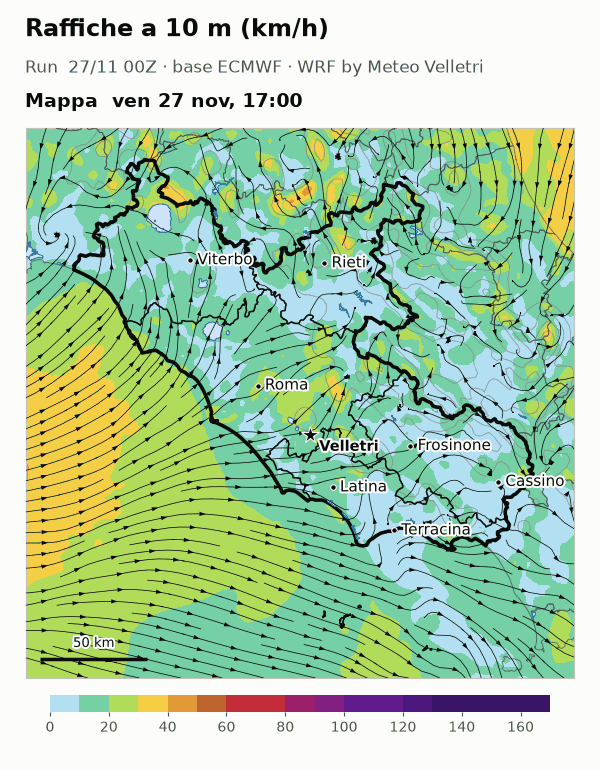 Raffiche a 10 m (km/h)
Run  27/11 00Z · base ECMWF · WRF by Meteo Velletri
Mappa  ven 27 nov, 17:00
Viterbo
Rieti
Roma
Velletri
Frosinone
Cassino
Latina
Terracina
50 km
0 20 40 60 80 100 120 140 160